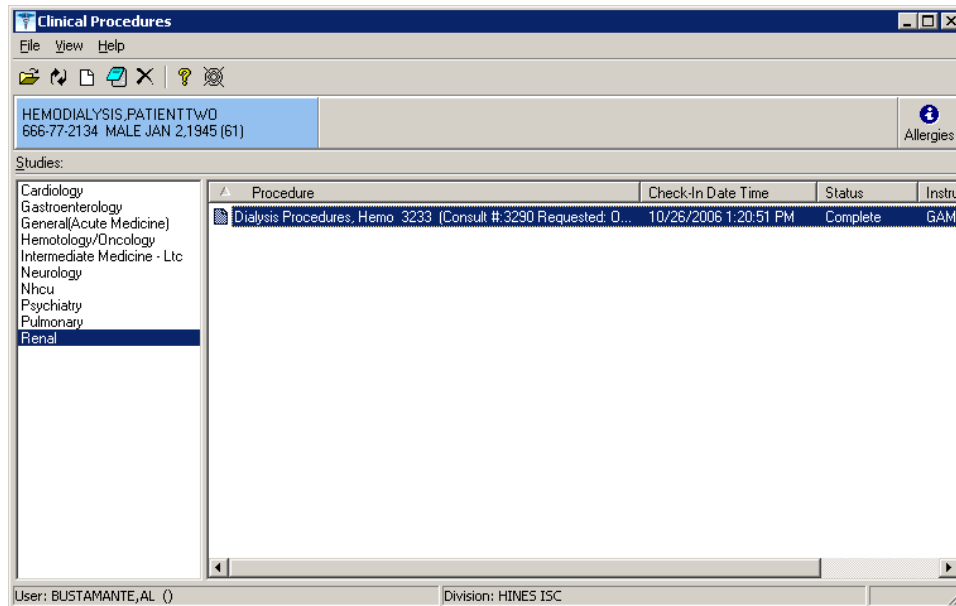 Clinical Procedures
File View Help
HEMODIALYSIS,PATIENTTWO
666-77-2134 MALE JAN 2,1945 (61)
Allergies
Studies:
Cardiology
Gastroenterology
General(Acute Medicine)
Hemotology/Oncology
Intermediate Medicine - Ltc
Neurology
Nhcu
Psychiatry
Pulmonary
Renal
Procedure Check-In Date Time Status Instru
Dialysis Procedures, Hemo 3233 (Consult #:3290 Requested: O... 10/26/2006 1:20:51 PM Complete GAM
User: BUSTAMANTE,AL () Division: HINES ISC